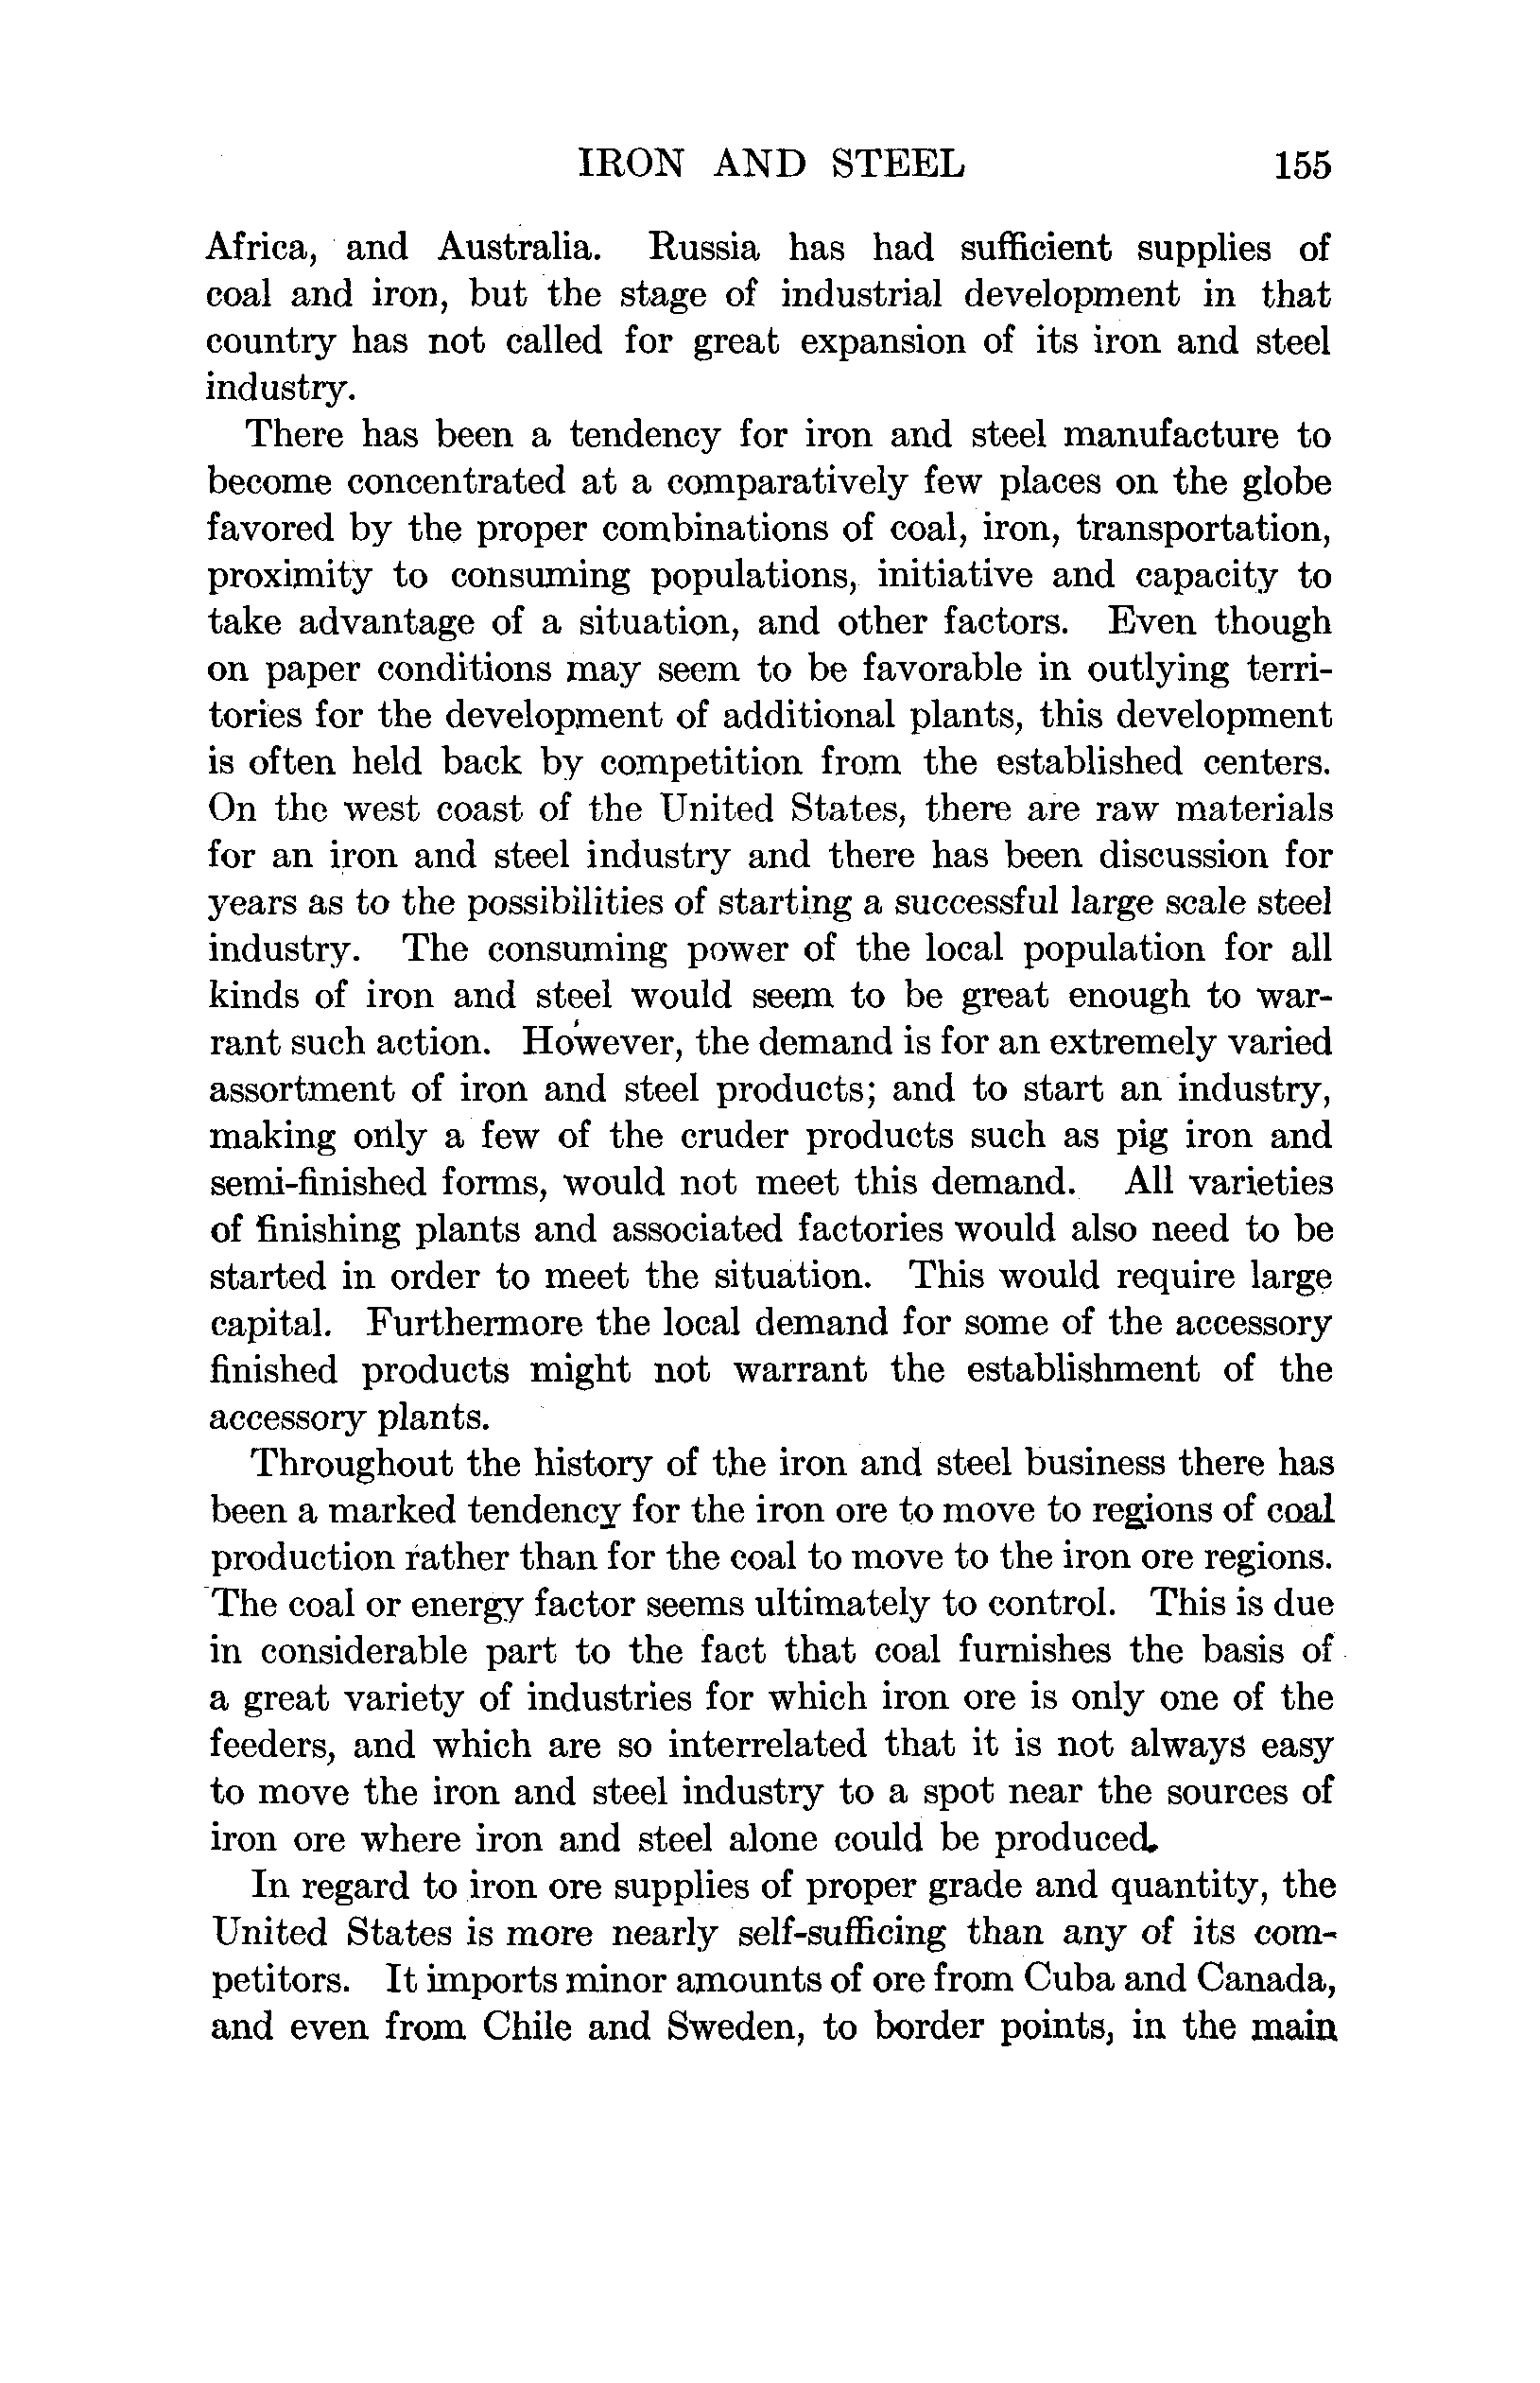 IRON AND STEEL 155
Africa, and Australia. Russia has had sufficient supplies of
coal and iron, but the stage of industrial development in that
country has not called for great expansion of its iron and steel
industry.
There has been a tendency for iron and steel manufacture to
become concentrated at a comparatively few places on the globe
favored by the proper combinations of coal, iron, transportation,
proximity to consuming populations, initiative and capacity to
take advantage of a situation, and other factors. Even though
on paper conditions may seem to be favorable in outlying terri-
tories for the development of additional plants, this development
is often held back by competition from the established centers.
On the west coast of the United States, there are raw materials
for an iron and steel industry and there has been discussion for
years as to the possibilities of starting a successful large scale steel
industry. The consuming power of the local population for all
kinds of iron and steel would seem to be great enough to war-
rant such action. However, the demand is for an extremely varied
assortment of iron and steel products; and to start an industry,
making only a few of the cruder products such as pig iron and
semi-finished forms, would not meet this demand. All varieties
of finishing plants and associated factories would also need to be
started in order to meet the situation. This would require large
capital. Furthermore the local demand for some of the accessory
finished products might not warrant the establishment of the
accessory plants.
Throughout the history of the iron and steel business there has
been a marked tendency for the iron ore to move to regions of coal
production rather than for the coal to move to the iron ore regions.
The coal or energy factor seems ultimately to control. This is due
in considerable part to the fact that coal furnishes the basis of
a great variety of industries for which iron ore is only one of the
feeders, and which are so interrelated that it is not always easy
to move the iron and steel industry to a spot near the sources of
iron ore where iron and steel alone could be produced.
In regard to iron ore supplies of proper grade and quantity, the
United States is more nearly self-sufficing than any of its com-
petitors. It imports minor amounts of ore from Cuba and Canada,
and even from Chile and Sweden, to border points, in the main